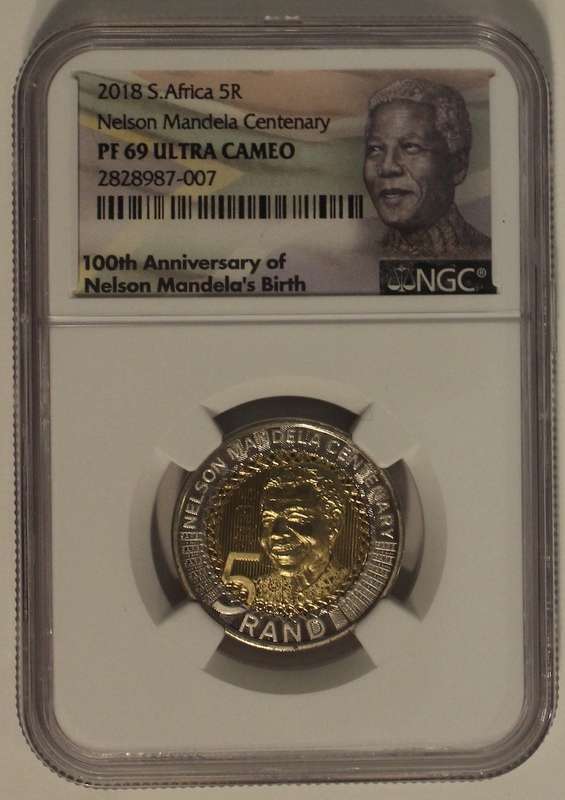 2018 S.Africa 5R
Nelson Mandela Centenary
PF 69 ULTRA CAMEO
2828987-007
100th Anniversary of
Nelson Mandela's Birth
NGC®
NELSON MANDELA CENTENARY
5
RAND